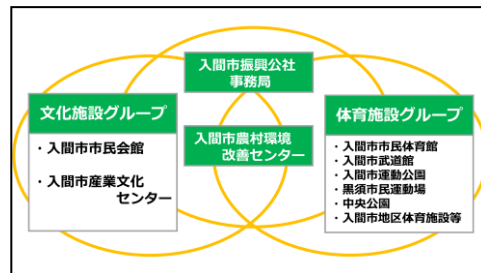 入間市振興公社
事務局
文化施設グループ
・入間市市民会館
・入間市産業文化
センター
入間市農村環境
改善センター
体育施設グループ
・入間市市民体育館
・入間市武道館
・入間市運動公園
・黒須市民運動場
・中央公園
・入間市地区体育施設等